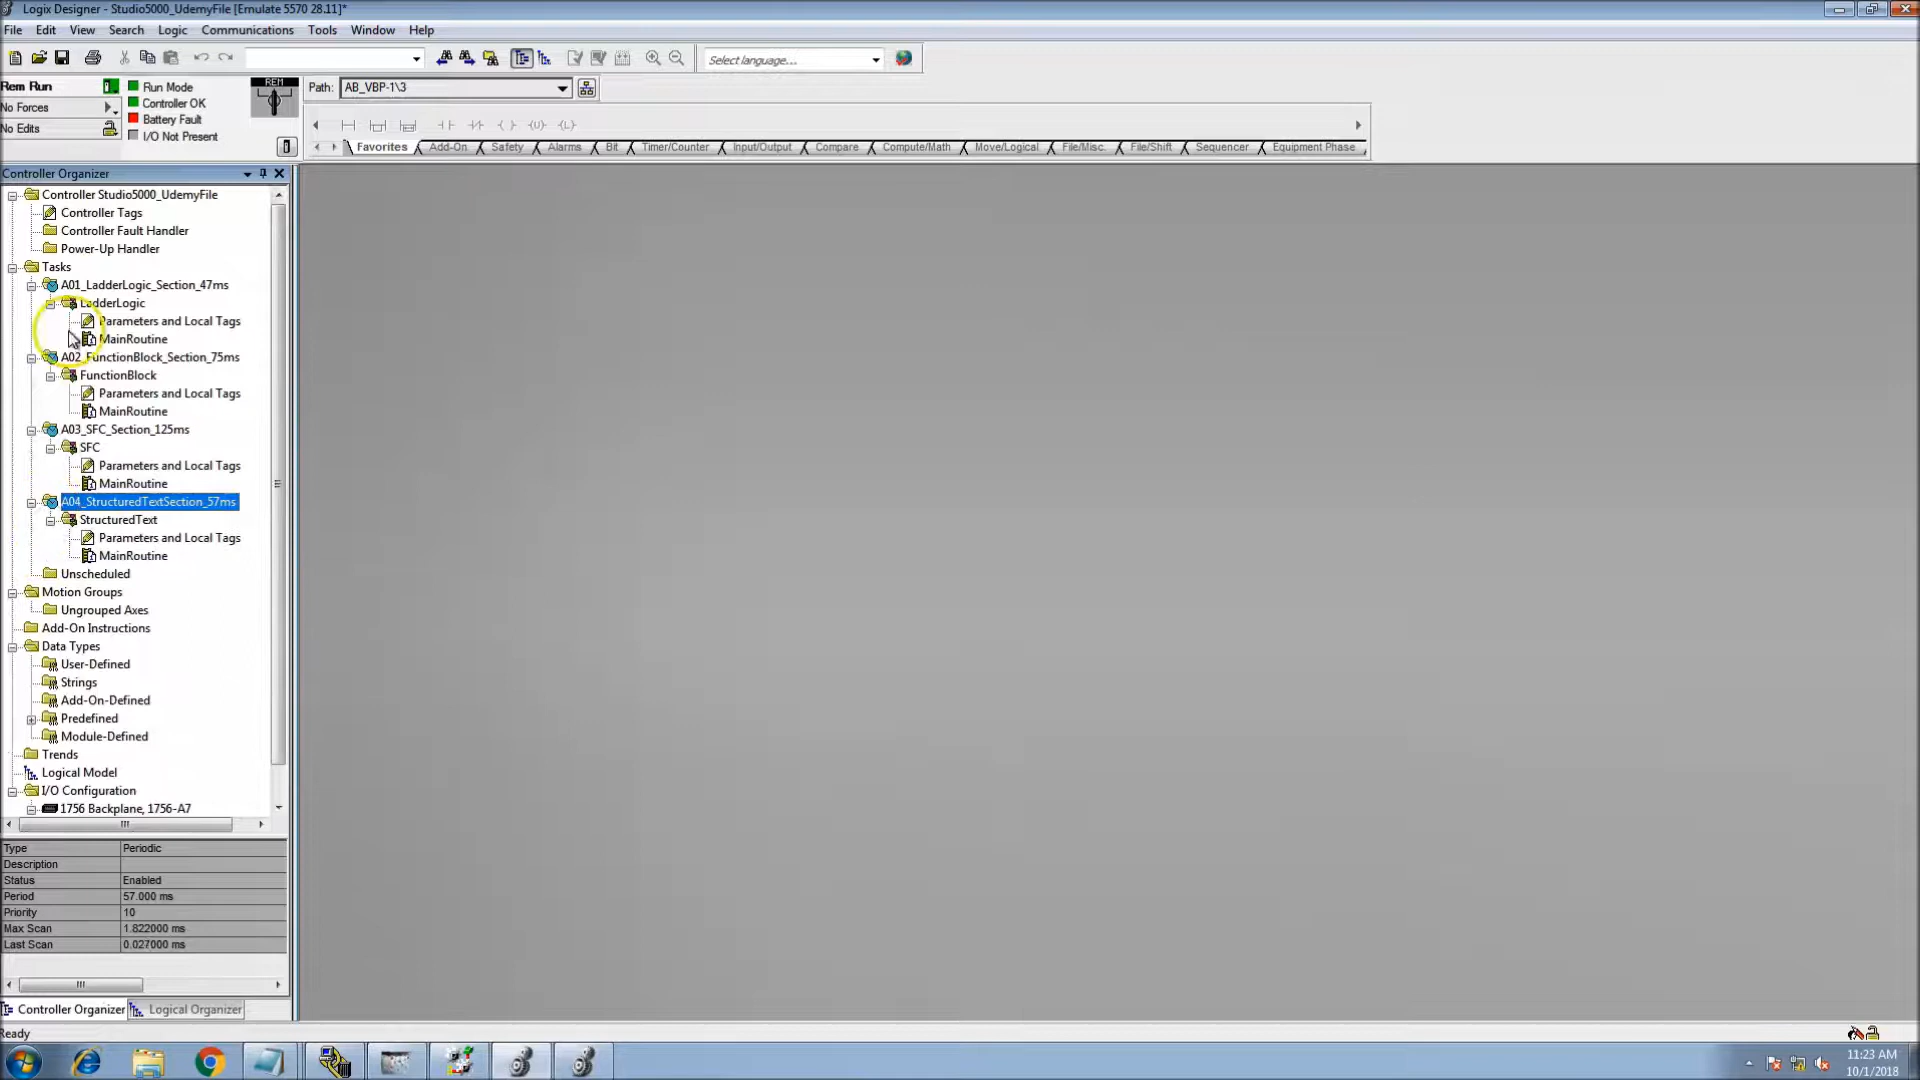 Logix Designer - Studio5000_UdemyFile [Emulate 5570 28.11]*
File Edit View Search Logic Communications Tools Window Help
Select language...
Rem Run
No Forces
No Edits
Run Mode
Controller OK
Battery Fault
I/O Not Present
REM
Path: AB_VBP-1\3
Favorites Add-On Safety Alarms Bit Timer/Counter Input/Output Compare Compute/Math Move/Logical File/Misc. File/Shift Sequencer Equipment Phase
Controller Organizer
Controller Studio5000_UdemyFile
Controller Tags
Controller Fault Handler
Power-Up Handler
Tasks
A01_LadderLogic_Section_47ms
LadderLogic
Parameters and Local Tags
MainRoutine
A02_FunctionBlock_Section_75ms
FunctionBlock
Parameters and Local Tags
MainRoutine
A03_SFC_Section_125ms
SFC
Parameters and Local Tags
MainRoutine
A04_StructuredTextSection_57ms
StructuredText
Parameters and Local Tags
MainRoutine
Unscheduled
Motion Groups
Ungrouped Axes
Add-On Instructions
Data Types
User-Defined
Strings
Add-On-Defined
Predefined
Module-Defined
Trends
Logical Model
I/O Configuration
1756 Backplane, 1756-A7
Type Periodic
Description
Status Enabled
Period 57.000 ms
Priority 10
Max Scan 1.822000 ms
Last Scan 0.027000 ms
Controller Organizer Logical Organizer
Ready
11:23 AM
10/1/2018